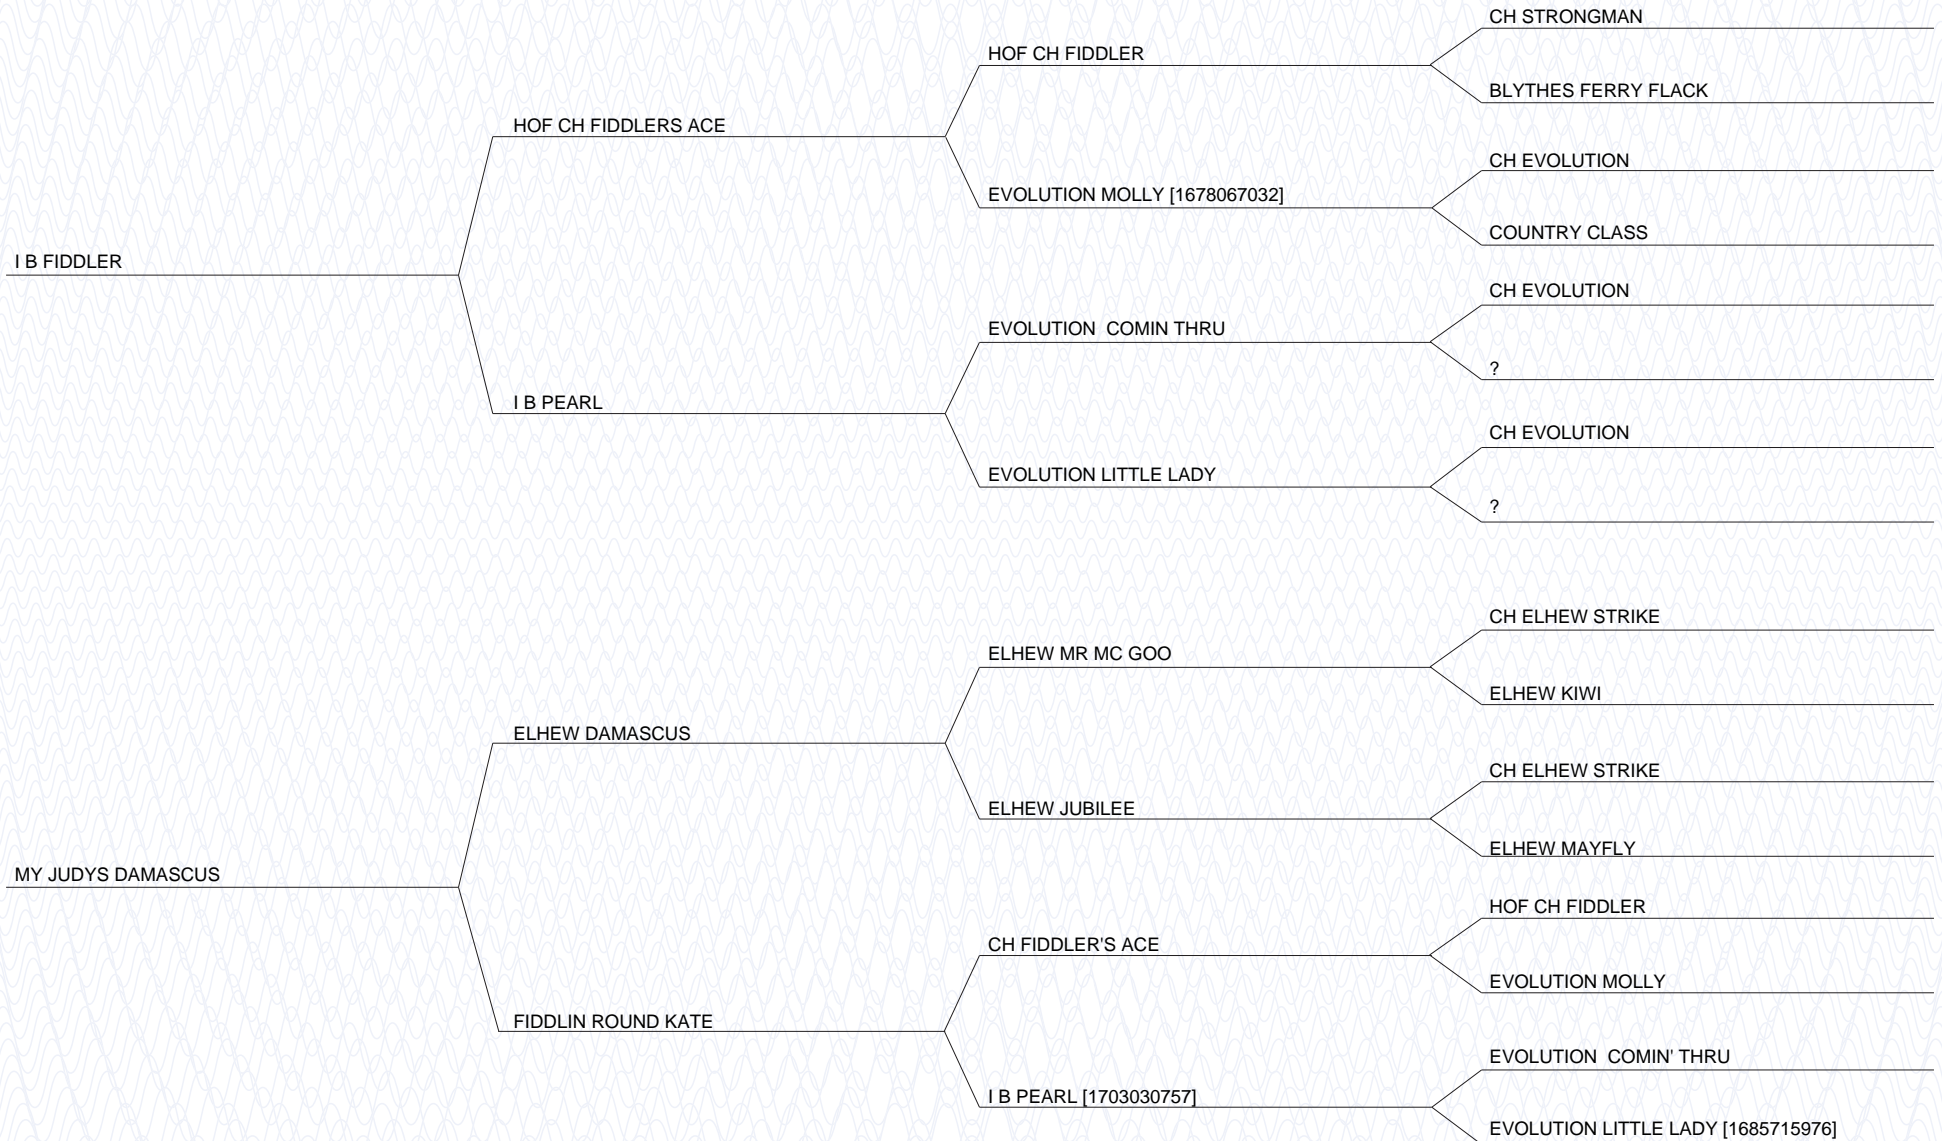 CH STRONGMAN
HOF CH FIDDLER
BLYTHES FERRY FLACK
HOF CH FIDDLERS ACE
CH EVOLUTION
EVOLUTION MOLLY [1678067032]
COUNTRY CLASS
I B FIDDLER
CH EVOLUTION
EVOLUTION  COMIN THRU
?
I B PEARL
CH EVOLUTION
EVOLUTION LITTLE LADY
?
CH ELHEW STRIKE
ELHEW MR MC GOO
ELHEW KIWI
ELHEW DAMASCUS
CH ELHEW STRIKE
ELHEW JUBILEE
ELHEW MAYFLY
MY JUDYS DAMASCUS
HOF CH FIDDLER
CH FIDDLER'S ACE
EVOLUTION MOLLY
FIDDLIN ROUND KATE
EVOLUTION  COMIN' THRU
I B PEARL [1703030757]
EVOLUTION LITTLE LADY [1685715976]